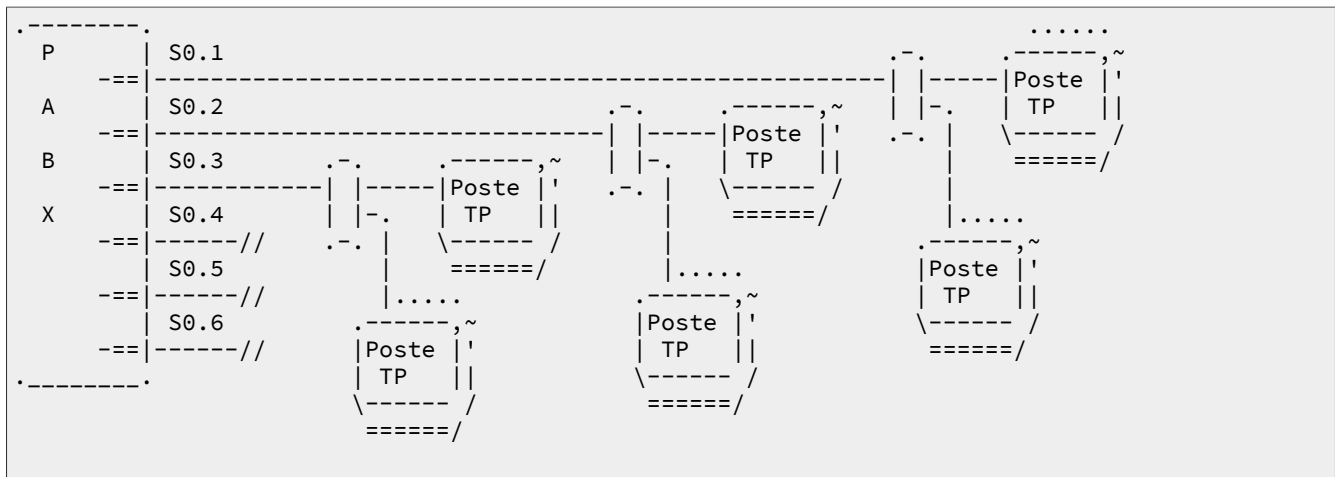 P S0.1
Poste
A S0.2 TP
Poste
B S0.3 TP
Poste
X S0.4 TP
S0.5 Poste
TP
S0.6 Poste
Poste TP
TP